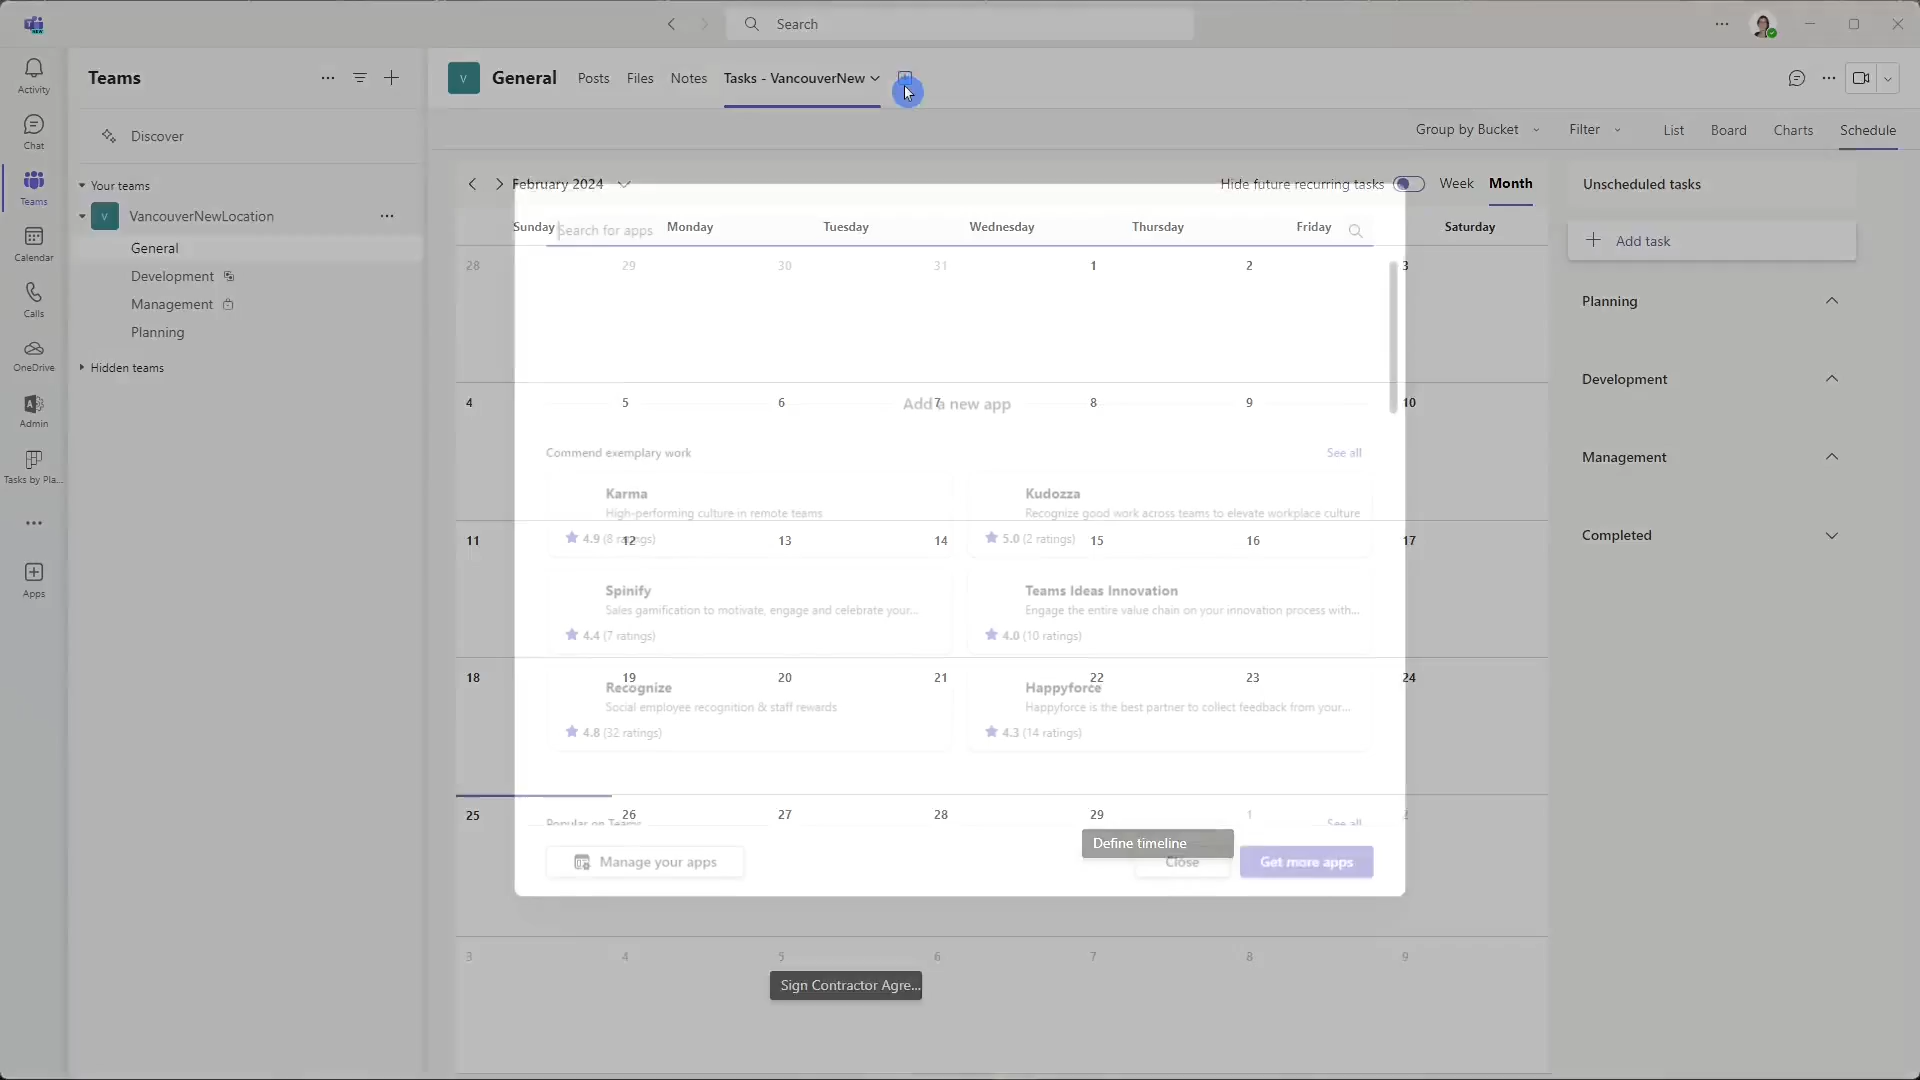 NEW
Search
Activity
Chat
Teams
Calendar
Calls
OneDrive
Admin
Tasks by Pla...
Apps
Teams
Discover
Your teams
V VancouverNewLocation
General
Development
Management
Planning
Hidden teams
V General Posts Files Notes Tasks - VancouverNew
Group by Bucket Filter List Board Charts Schedule
February 2024 Hide future recurring tasks Week Month
Sunday Monday Tuesday Wednesday Thursday Friday Saturday
Search for apps
28 29 30 31 1 2 3
4 5 6 7 8 9 10
Add a new app
Commend exemplary work See all
Karma
High-performing culture in remote teams
4.9 (8 ratings)
Kudozza
Recognize good work across teams to elevate workplace culture
5.0 (2 ratings)
11 12 13 14 15 16 17
Spinify
Sales gamification to motivate, engage and celebrate your...
4.4 (7 ratings)
Teams Ideas Innovation
Engage the entire value chain on your innovation process with...
4.0 (10 ratings)
18 19 20 21 22 23 24
Recognize
Social employee recognition & staff rewards
4.8 (32 ratings)
Happyforce
Happyforce is the best partner to collect feedback from your...
4.3 (14 ratings)
25 26 27 28 29 1 2
Popular on Teams See all
Define timeline
Manage your apps Close Get more apps
3 4 5 6 7 8 9
Sign Contractor Agre...
Unscheduled tasks
Add task
Planning
Development
Management
Completed